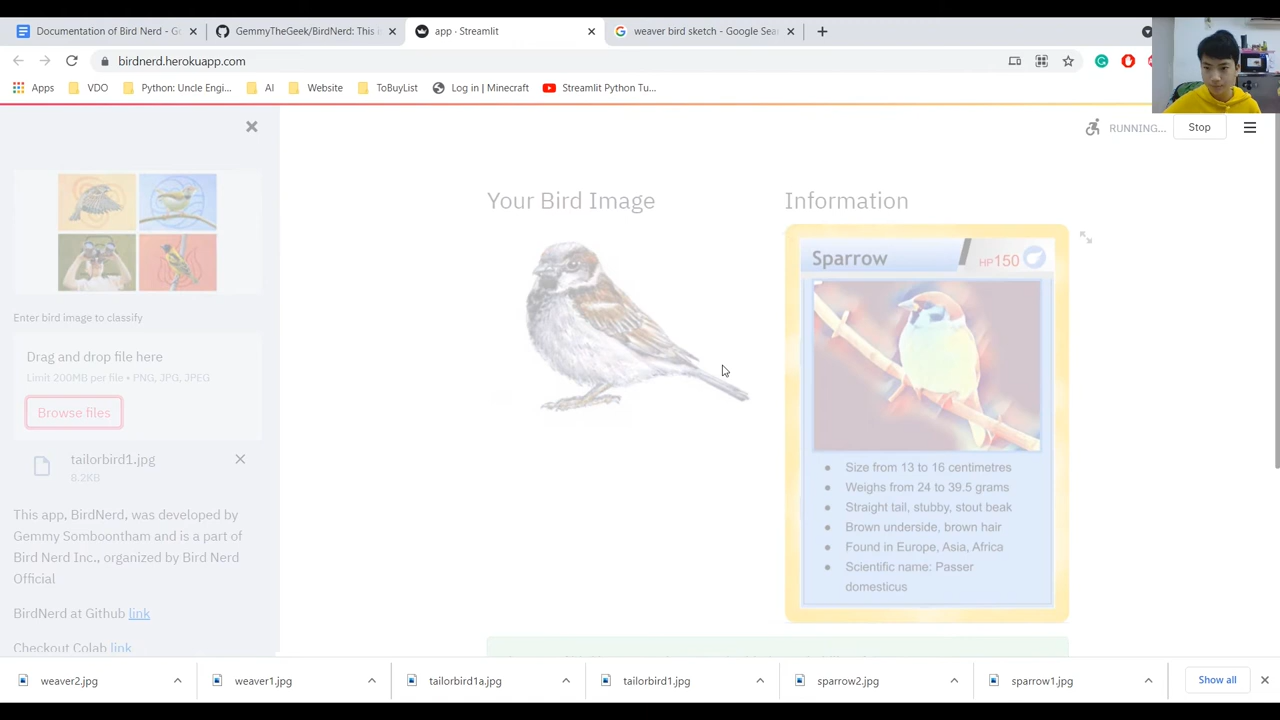 Documentation of Bird Nerd - G
GemmyTheGeek/BirdNerd: This i
app · Streamlit
weaver bird sketch - Google Sea
birdnerd.herokuapp.com
Apps
VDO
Python: Uncle Engi...
AI
Website
ToBuyList
Log in | Minecraft
Streamlit Python Tu...
RUNNING...
Stop
Enter bird image to classify
Drag and drop file here
Limit 200MB per file • PNG, JPG, JPEG
Browse files
tailorbird1.jpg
6.2KB
This app, BirdNerd, was developed by
Gemmy Somboontham and is a part of
Bird Nerd Inc., organized by Bird Nerd
Official
BirdNerd at Github link
Checkout Colab link
Your Bird Image
Information
Sparrow
HP150
• Size from 13 to 16 centimetres
• Weighs from 24 to 39.5 grams
• Straight tail, stubby, stout beak
• Brown underside, brown hair
• Found in Europe, Asia, Africa
• Scientific name: Passer
domesticus
weaver2.jpg
weaver1.jpg
tailorbird1a.jpg
tailorbird1.jpg
sparrow2.jpg
sparrow1.jpg
Show all